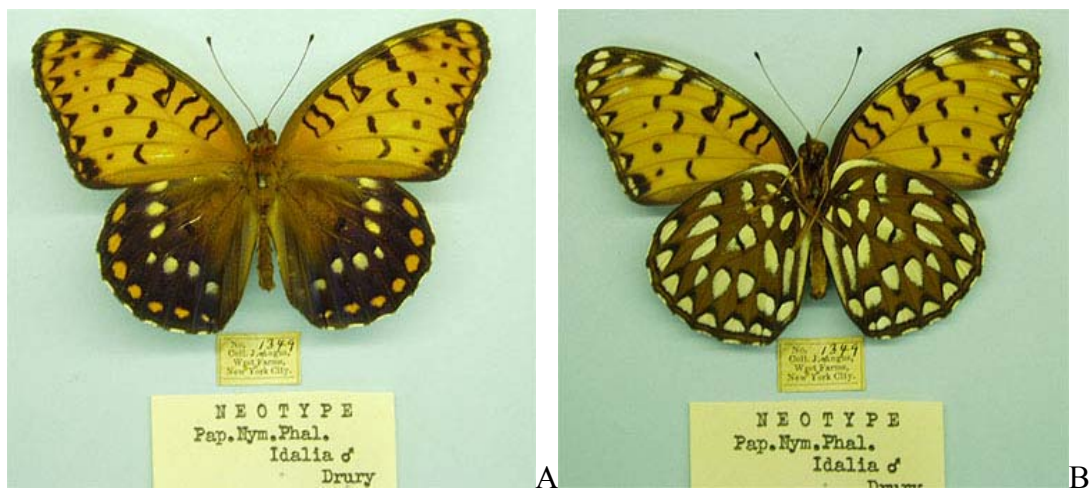 No. 1349
Coll. J. Angus,
West Farms,
New York City.
NEOTYPE
Pap.Nym.Phal.
Idalia ♂
Drury
A
No. 1349
Coll. J. Angus,
West Farms,
New York City.
NEOTYPE
Pap.Nym.Phal.
Idalia ♂
Drury
B